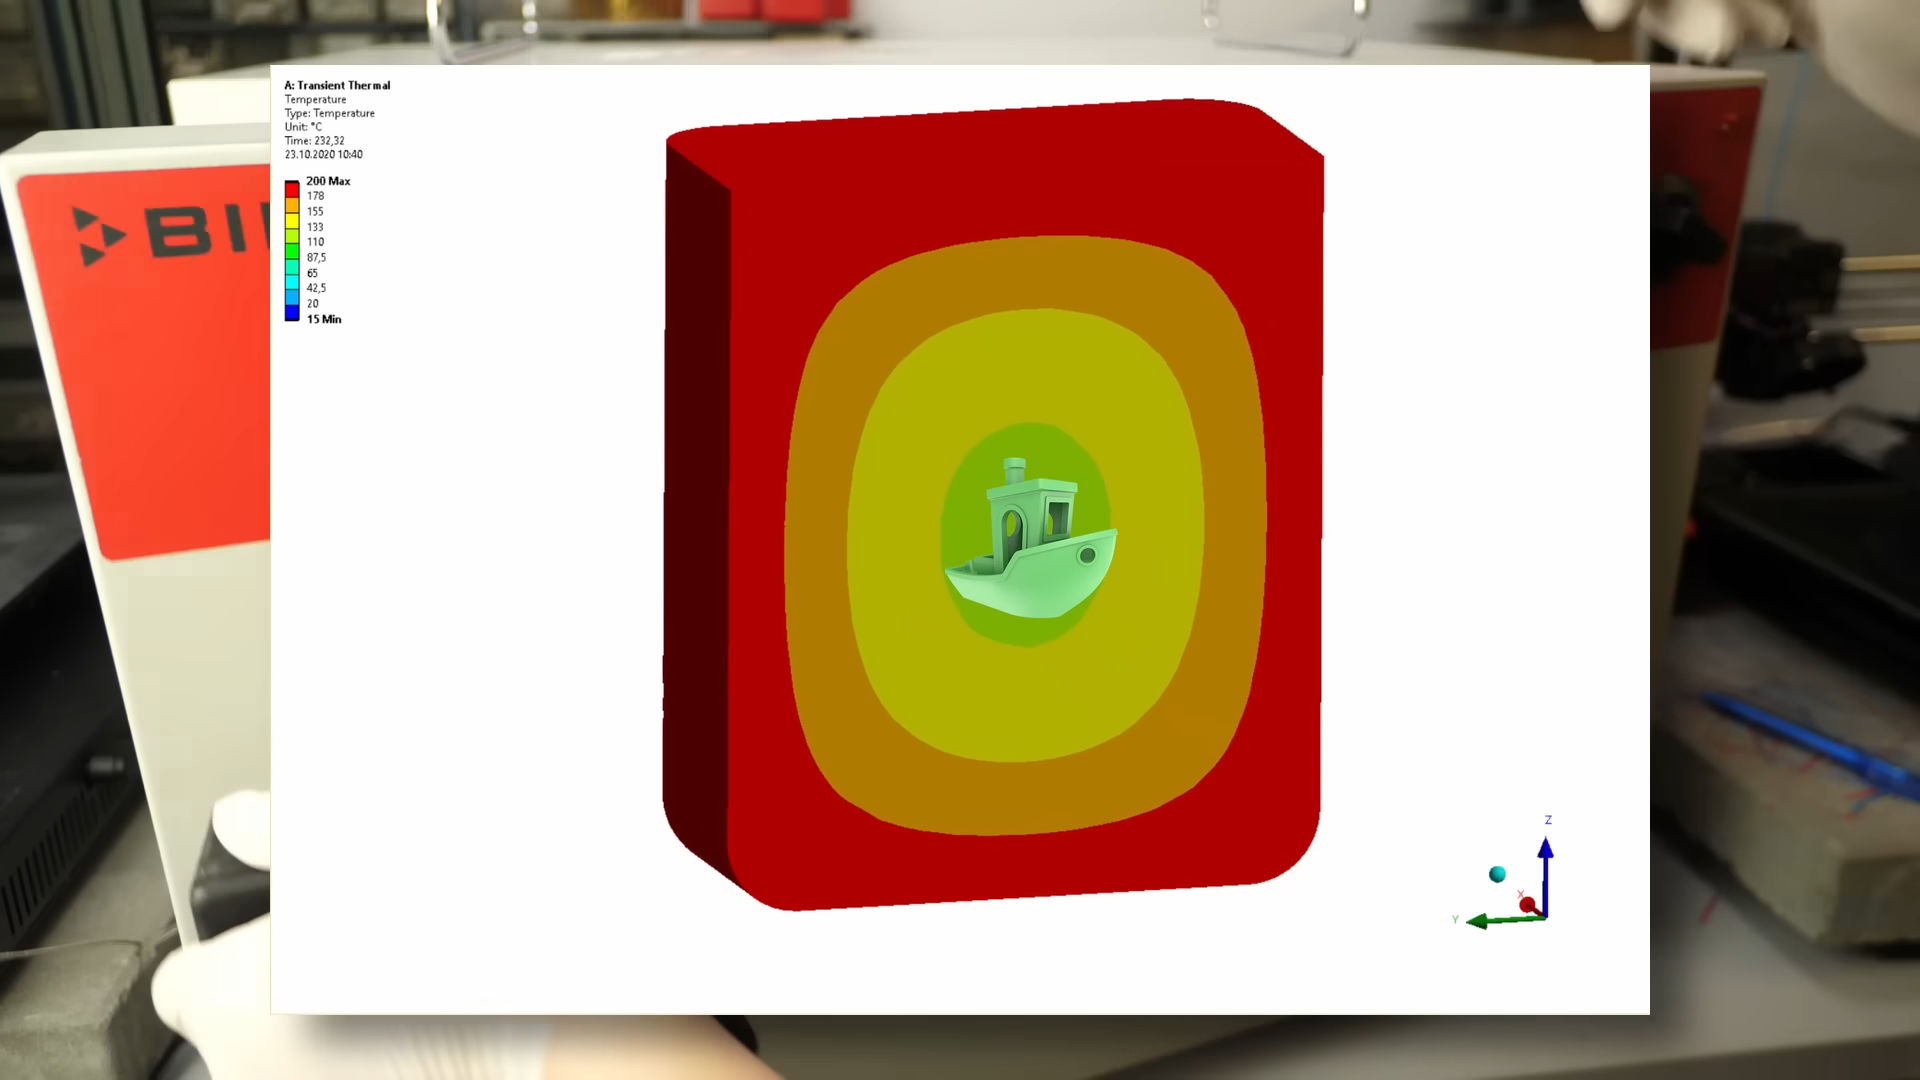 A: Transient Thermal
Temperature
Type: Temperature
Unit: °C
Time: 232,32
23.10.2020 10:40
200 Max
178
155
133
110
87,5
65
42,5
20
15 Min
BI
Z
X
Y